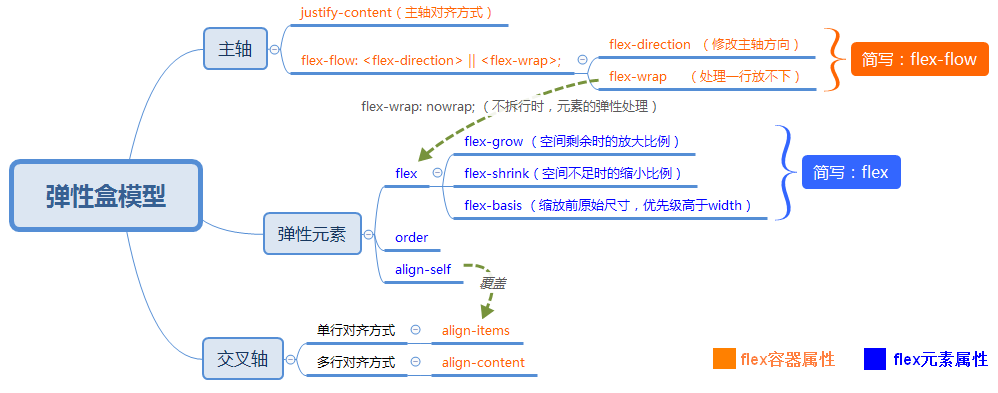 弹性盒模型
主轴
justify-content（主轴对齐方式）
flex-flow: <flex-direction> || <flex-wrap>;
flex-direction （修改主轴方向）
flex-wrap （处理一行放不下）
简写：flex-flow
flex-wrap: nowrap;（不拆行时，元素的弹性处理）
弹性元素
flex
flex-grow （空间剩余时的放大比例）
flex-shrink（空间不足时的缩小比例）
flex-basis（缩放前原始尺寸，优先级高于width）
简写：flex
order
align-self
覆盖
交叉轴
单行对齐方式
align-items
多行对齐方式
align-content
flex容器属性
flex元素属性